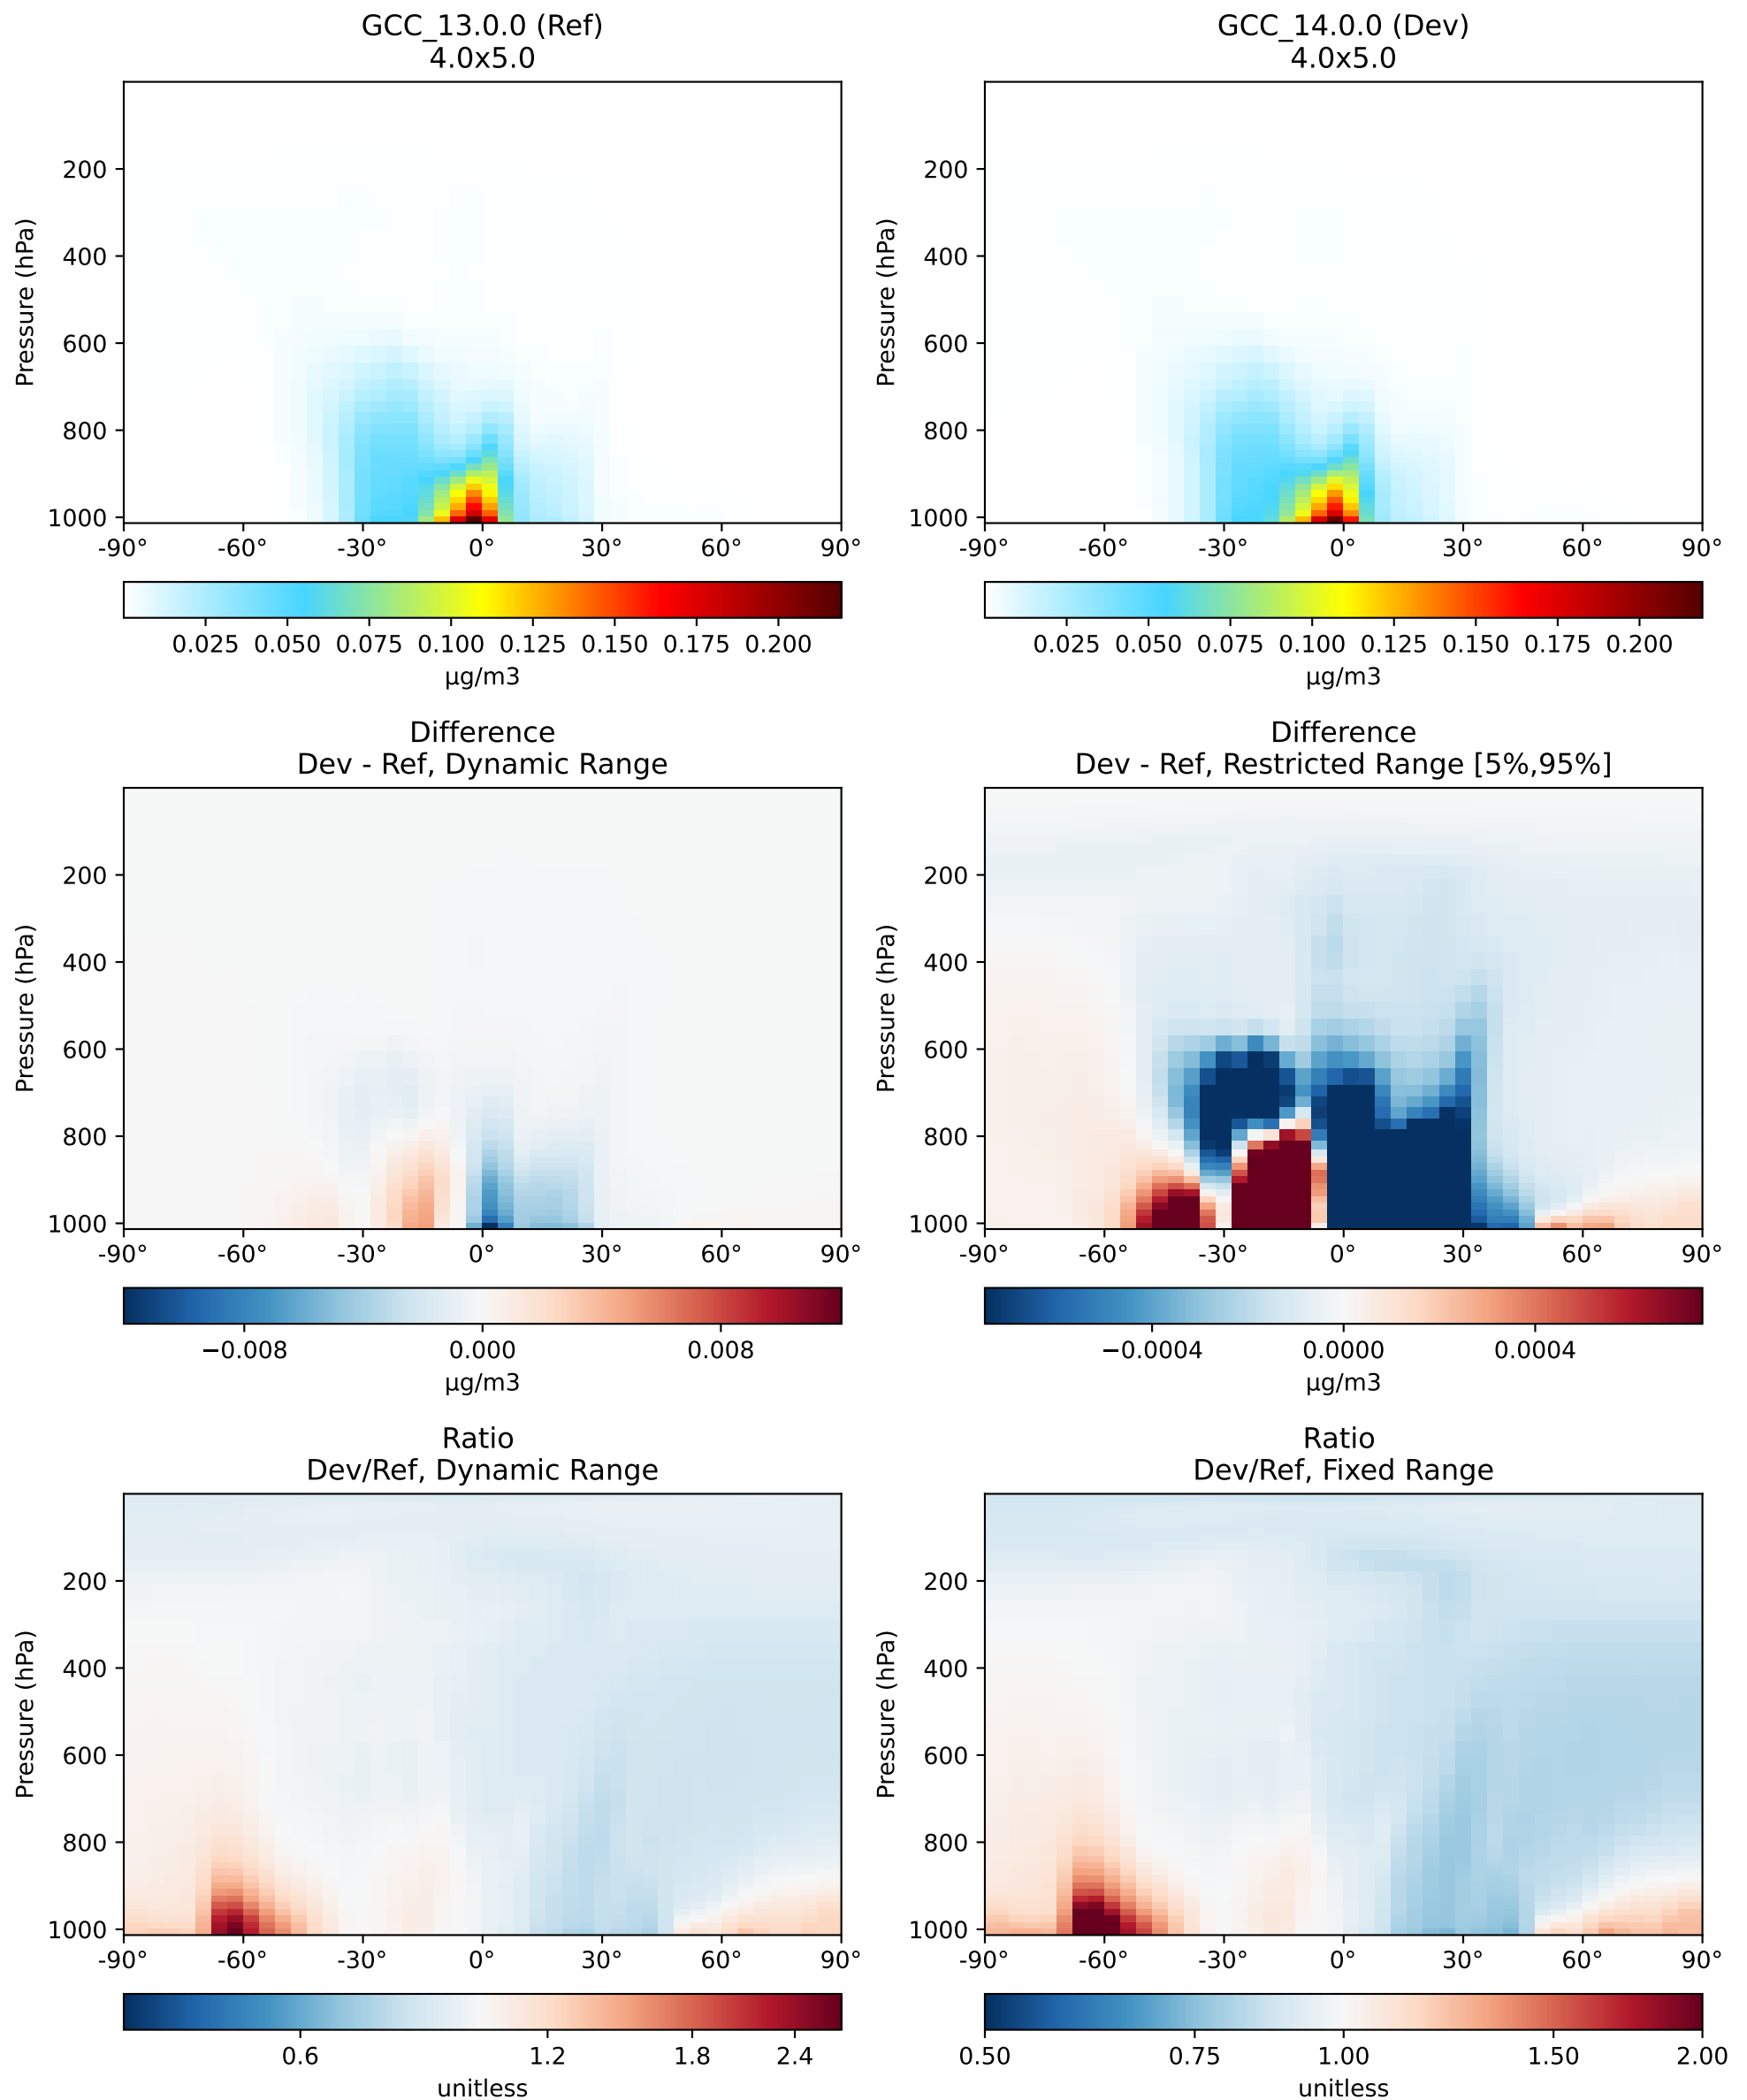 GCC_13.0.0 (Ref)
4.0x5.0
Pressure (hPa)
200
400
600
800
1000
-90° -60° -30° 0° 30° 60° 90°
0.025 0.050 0.075 0.100 0.125 0.150 0.175 0.200
µg/m3
GCC_14.0.0 (Dev)
4.0x5.0
Pressure (hPa)
200
400
600
800
1000
-90° -60° -30° 0° 30° 60° 90°
0.025 0.050 0.075 0.100 0.125 0.150 0.175 0.200
µg/m3
Difference
Dev - Ref, Dynamic Range
Pressure (hPa)
200
400
600
800
1000
-90° -60° -30° 0° 30° 60° 90°
−0.008 0.000 0.008
µg/m3
Difference
Dev - Ref, Restricted Range [5%,95%]
Pressure (hPa)
200
400
600
800
1000
-90° -60° -30° 0° 30° 60° 90°
−0.0004 0.0000 0.0004
µg/m3
Ratio
Dev/Ref, Dynamic Range
Pressure (hPa)
200
400
600
800
1000
-90° -60° -30° 0° 30° 60° 90°
0.6 1.2 1.8 2.4
unitless
Ratio
Dev/Ref, Fixed Range
Pressure (hPa)
200
400
600
800
1000
-90° -60° -30° 0° 30° 60° 90°
0.50 0.75 1.00 1.50 2.00
unitless